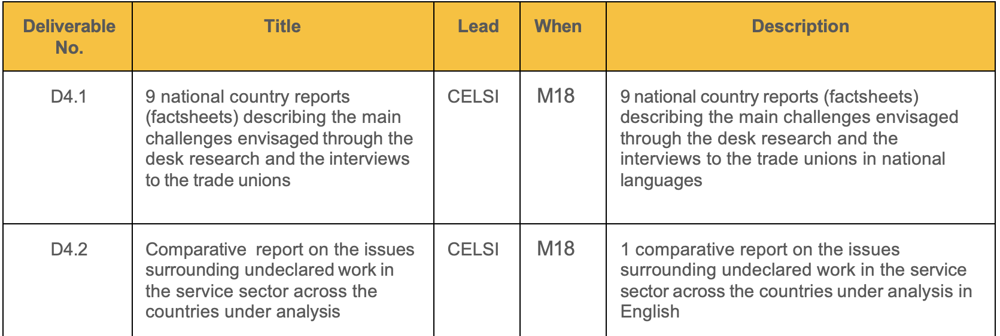 Deliverable No.
Title
Lead
When
Description
D4.1
9 national country reports
(factsheets) describing the main
challenges envisaged through the
desk research and the interviews
to the trade unions
CELSI
M18
9 national country reports (factsheets)
describing the main challenges envisaged
through the desk research and the
interviews to the trade unions in national
languages
D4.2
Comparative  report on the issues
surrounding undeclared work in
the service sector across the
countries under analysis
CELSI
M18
1 comparative report on the issues
surrounding undeclared work in the service
sector across the countries under analysis in
English